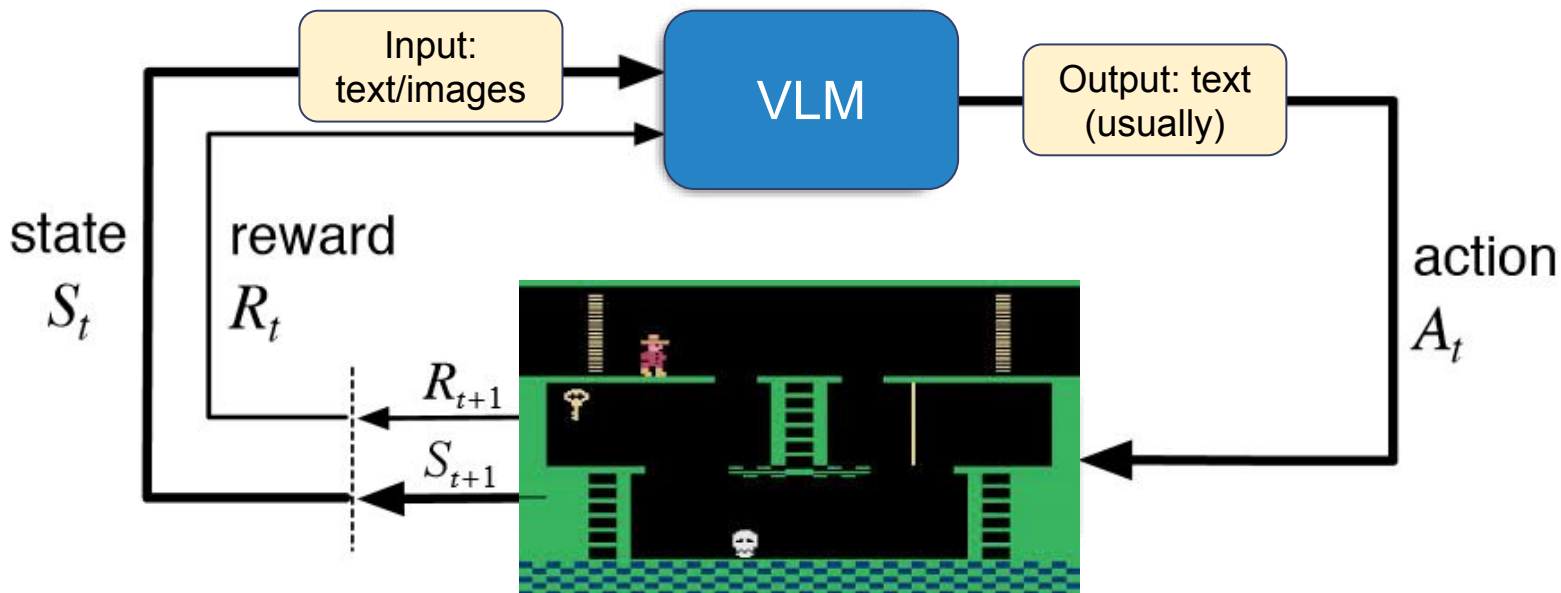 Input:
text/images
VLM
Output: text
(usually)
state
S_t
reward
R_t
action
A_t
R_{t+1}
S_{t+1}